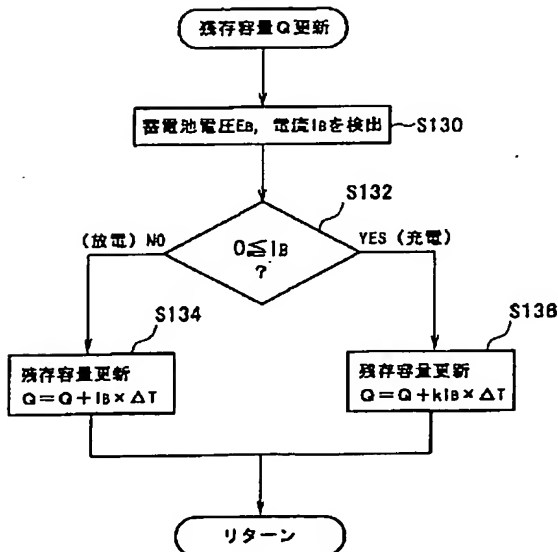 残存容量Q更新
蓄電池電圧EB, 電流IBを検出
S130
S132
(放電) NO
0≦IB
?
YES (充電)
S134
S136
残存容量更新
Q=Q+IB×ΔT
残存容量更新
Q=Q+kIB×ΔT
リターン